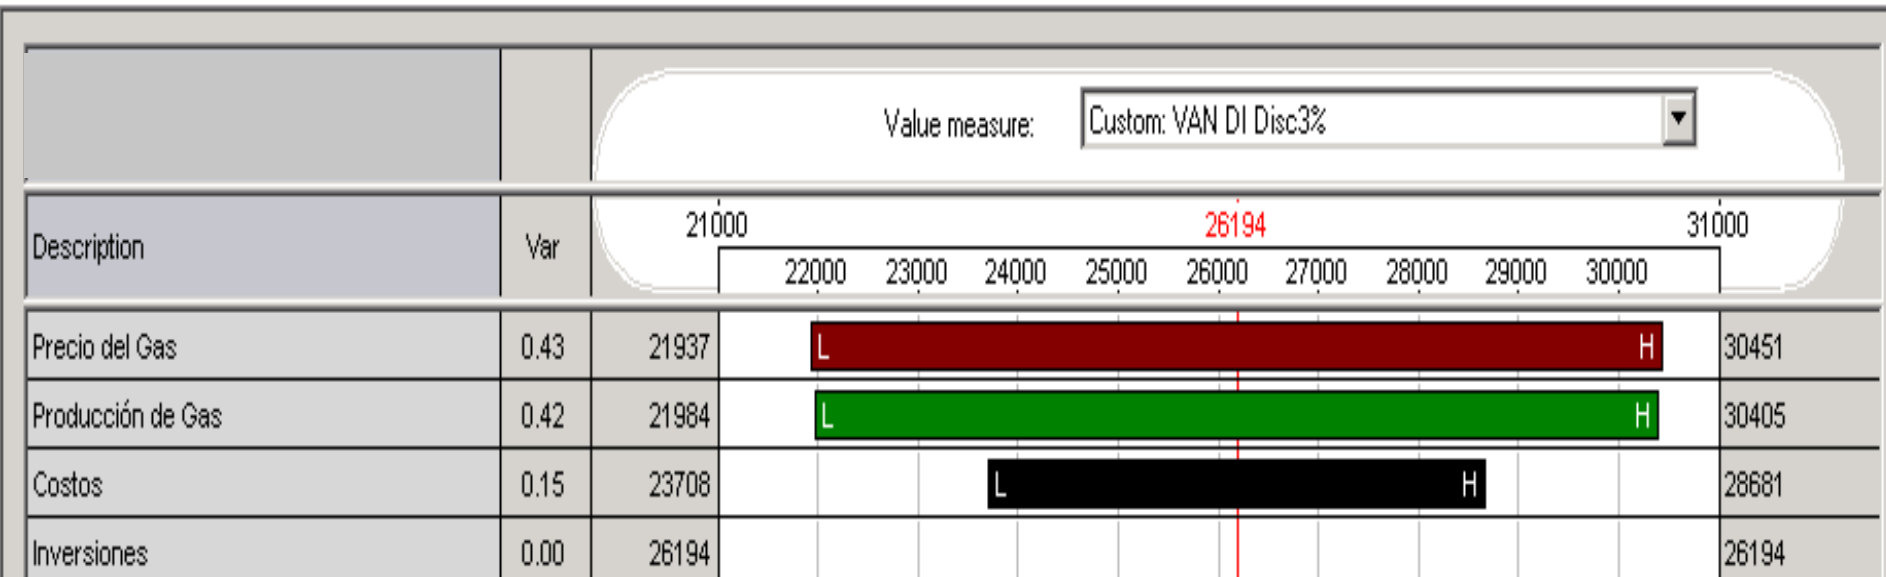 Value measure: Custom: VAN DI Disc3%
21000 26194 31000
Description Var
22000 23000 24000 25000 26000 27000 28000 29000 30000
Precio del Gas 0.43 21937 L H 30451
Producción de Gas 0.42 21984 L H 30405
Costos 0.15 23708 L H 28681
Inversiones 0.00 26194 26194